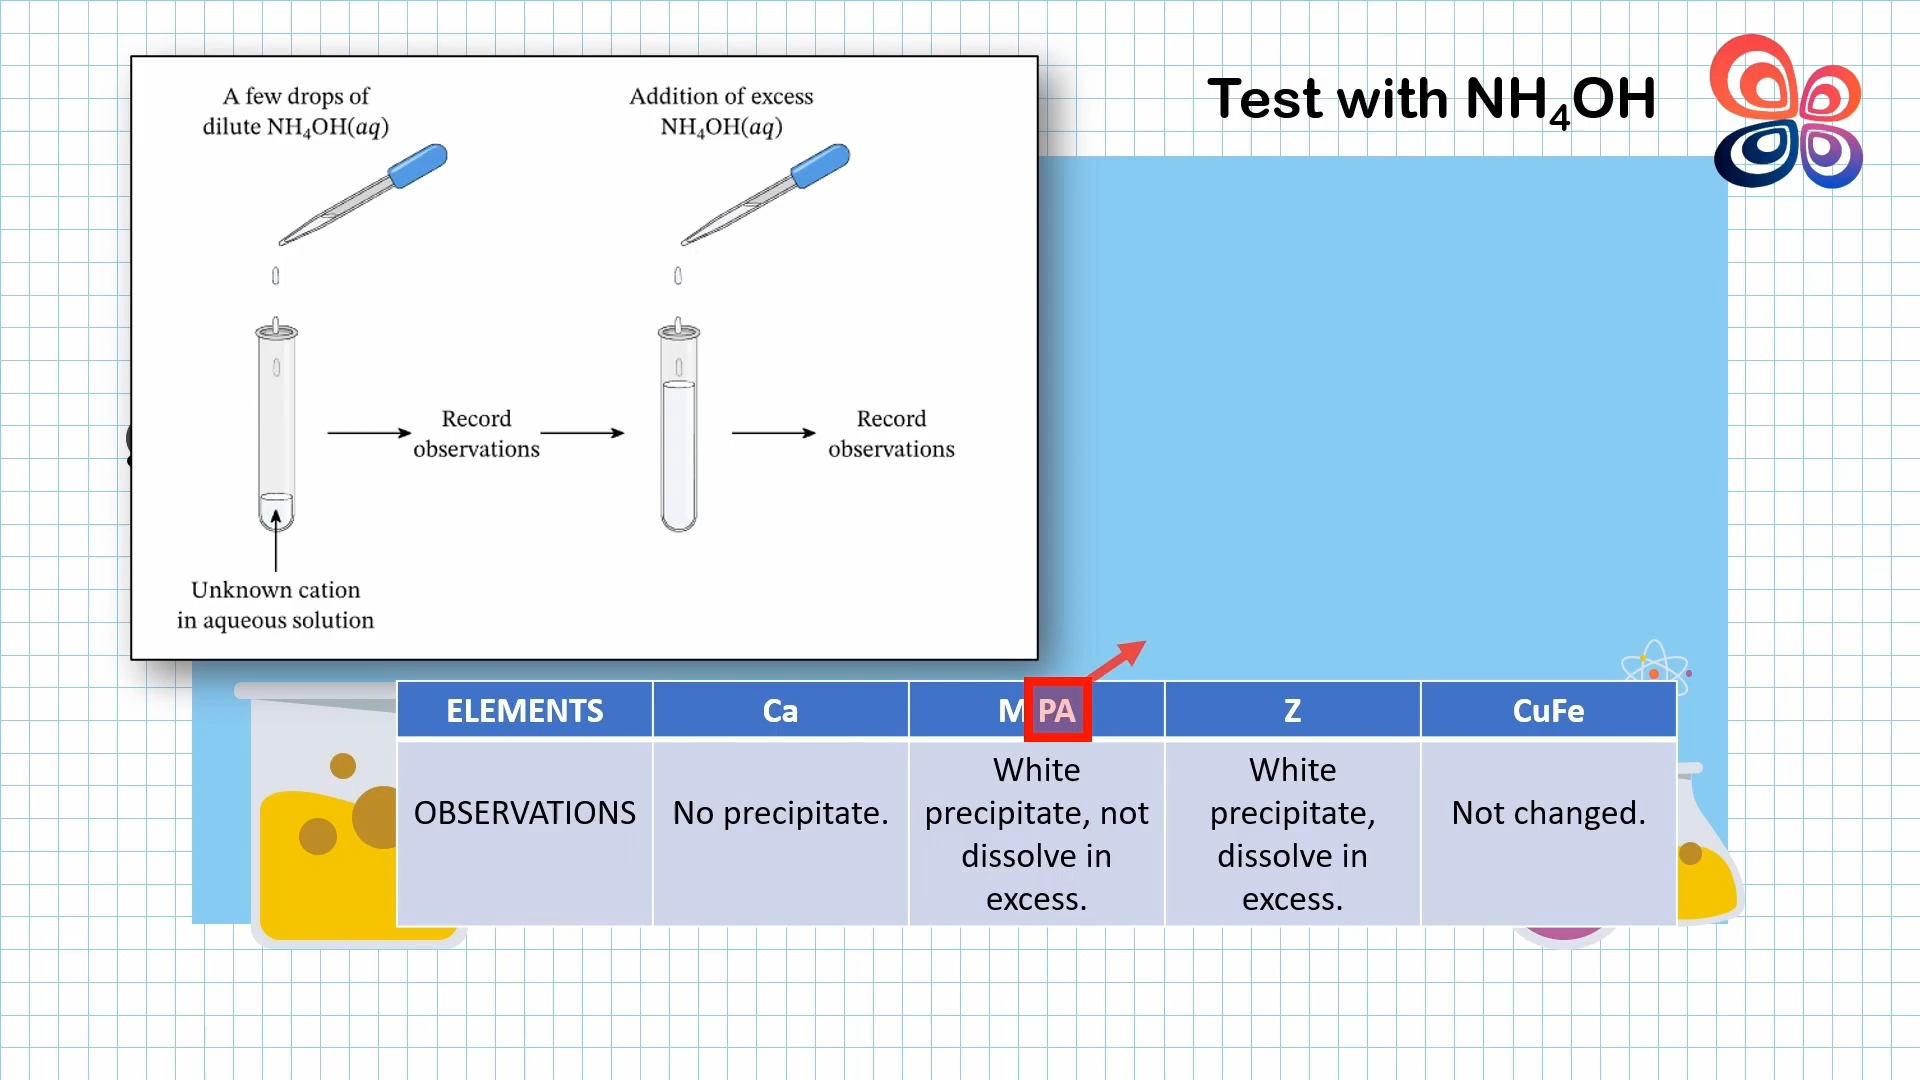 Test with NH₄OH
A few drops of
dilute NH₄OH(aq)
Addition of excess
NH₄OH(aq)
Record
observations
Record
observations
Unknown cation
in aqueous solution
ELEMENTS Ca MPA Z CuFe
OBSERVATIONS
No precipitate.
White
precipitate, not
dissolve in
excess.
White
precipitate,
dissolve in
excess.
Not changed.